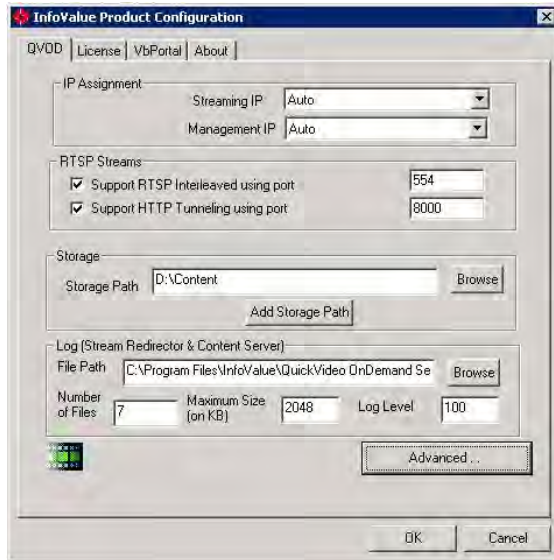 InfoValue Product Configuration
QVOD License VbPortal About
IP Assignment
Streaming IP Auto
Management IP Auto
RTSP Streams
Support RTSP Interleaved using port 554
Support HTTP Tunneling using port 8000
Storage
Storage Path D:\Content Browse
Add Storage Path
Log (Stream Redirector & Content Server)
File Path C:\Program Files\InfoValue\QuickVideo OnDemand Se Browse
Number of Files 7 Maximum Size (on KB) 2048 Log Level 100
Advanced ..
OK Cancel